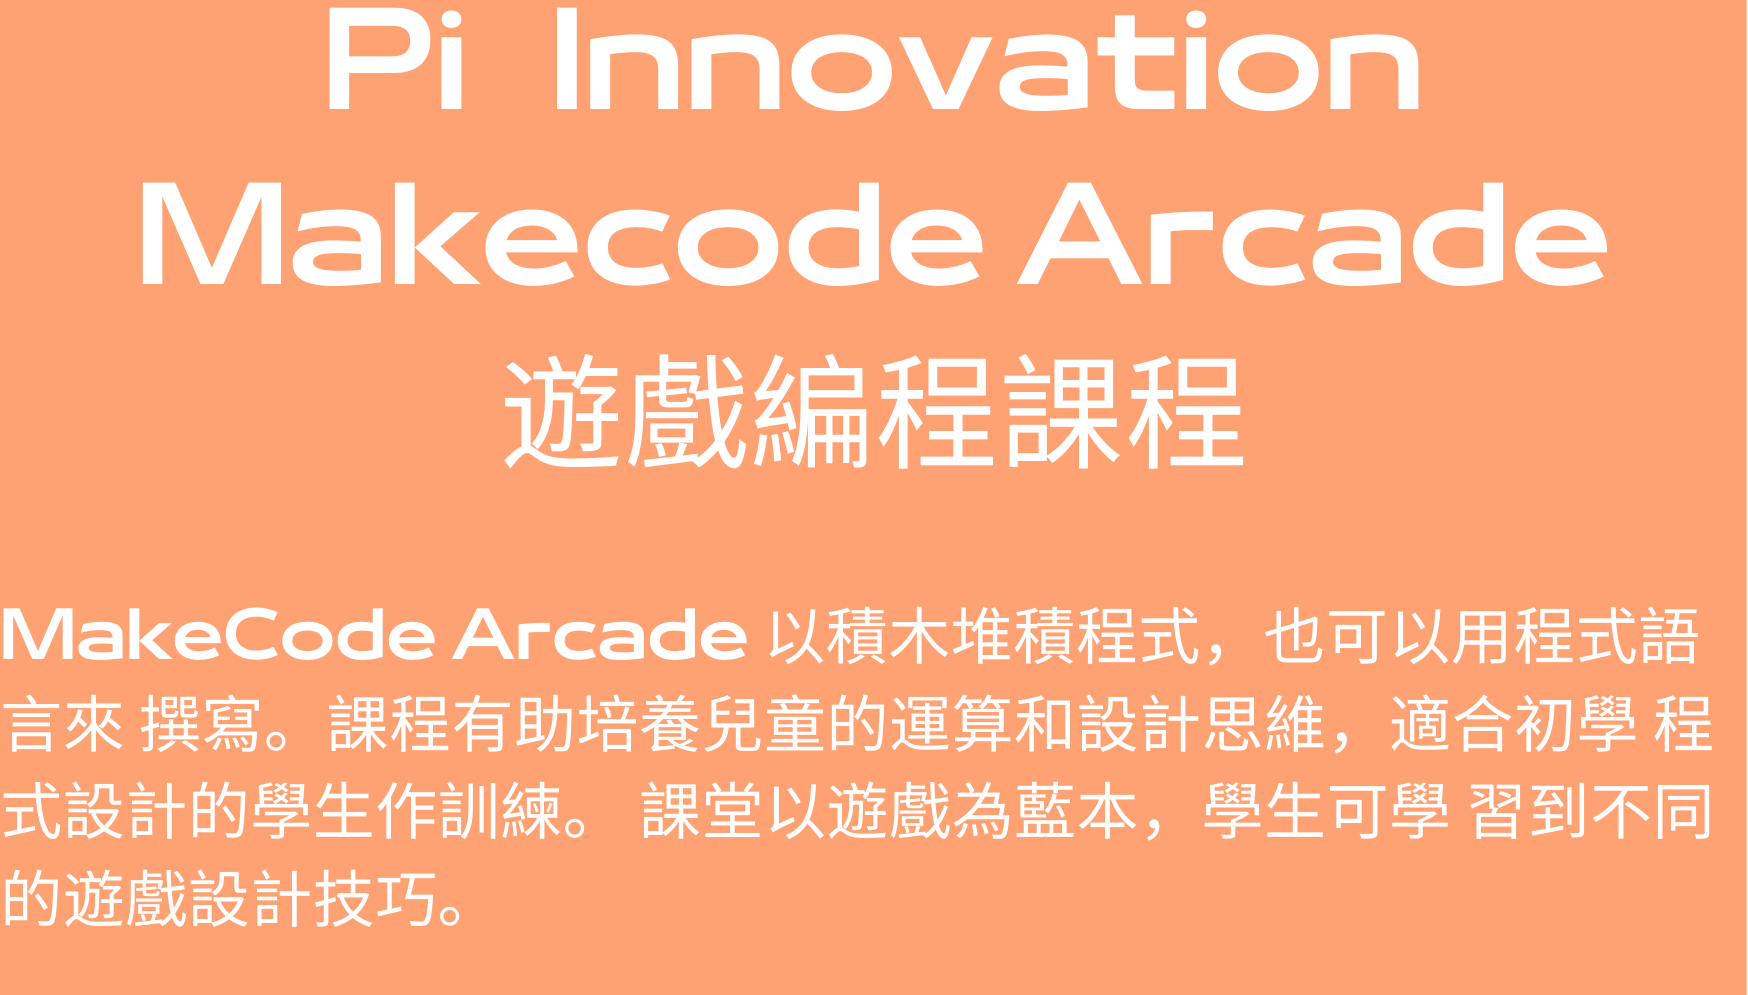 Pi Innovation
Makecode Arcade
遊戲編程課程
MakeCode Arcade 以積木堆積程式，也可以用程式語
言來 撰寫。課程有助培養兒童的運算和設計思維，適合初學 程
式設計的學生作訓練。 課堂以遊戲為藍本，學生可學 習到不同
的遊戲設計技巧。